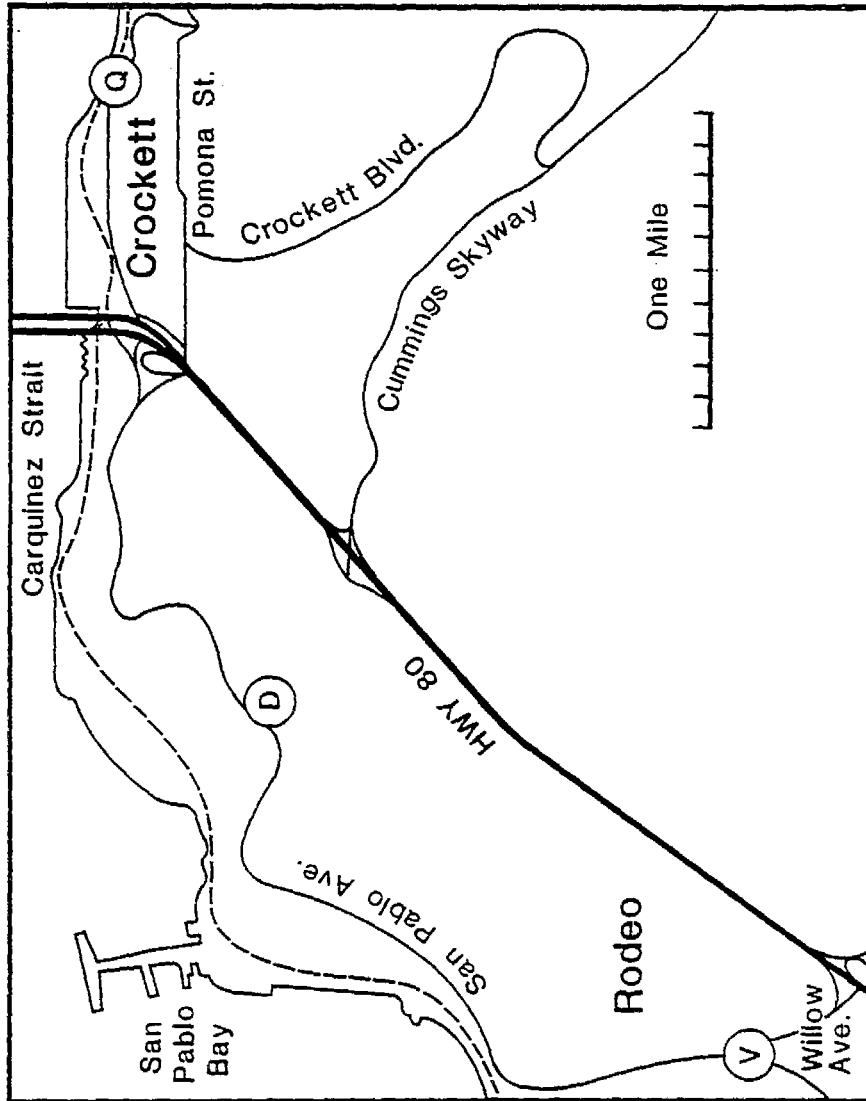 Carquinez Strait
Q
Crockett
Pomona St.
Crockett Blvd.
Cummings Skyway
One Mile
HWY 80
D
San Pablo Ave.
San
Pablo
Bay
Rodeo
V
Willow
Ave.